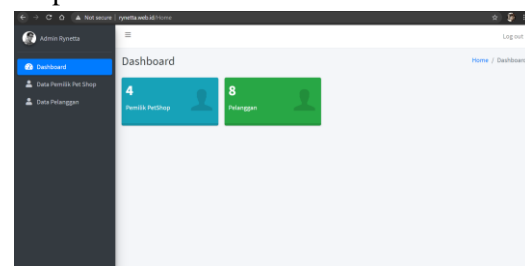 Not secure | rynetta.web.id/Home
Admin Rynetta
Log out
Dashboard
Data Pemilik Pet Shop
Data Pelanggan
Dashboard
Home / Dashboard
4
Pemilik PetShop
8
Pelanggan